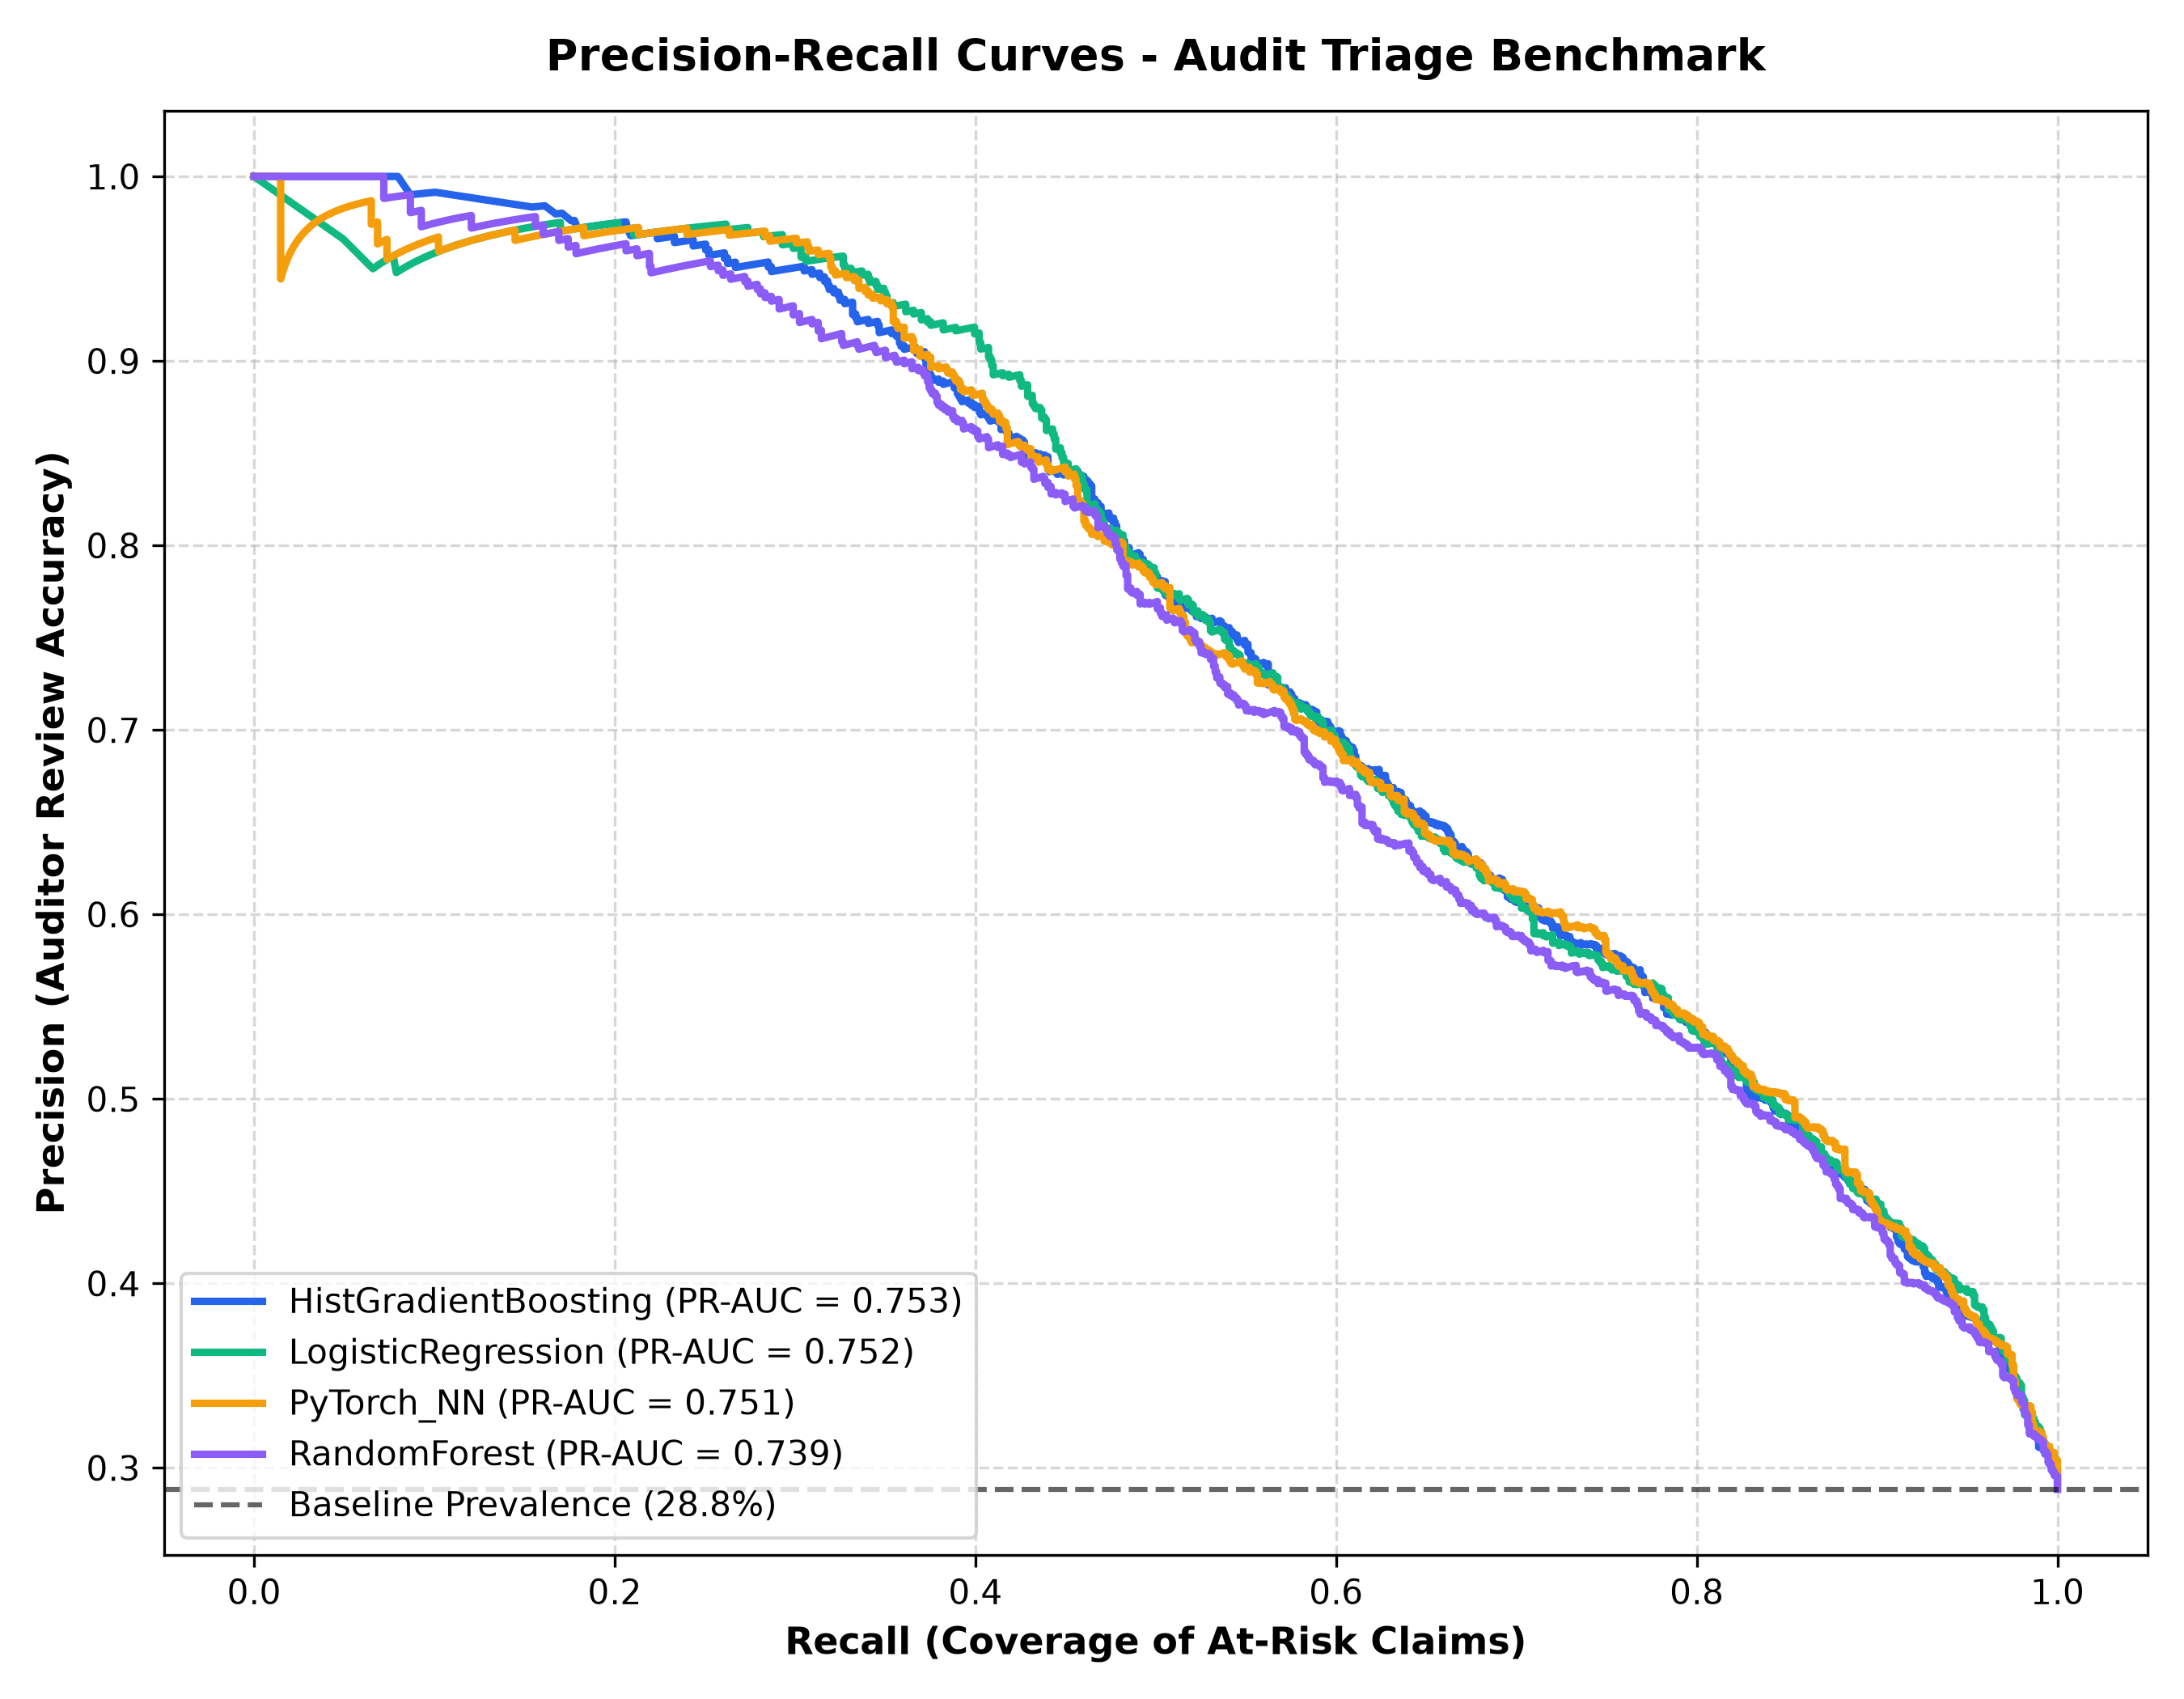 Precision-Recall Curves - Audit Triage Benchmark
Precision (Auditor Review Accuracy)
1.0
0.9
0.8
0.7
0.6
0.5
0.4
0.3
HistGradientBoosting (PR-AUC = 0.753)
LogisticRegression (PR-AUC = 0.752)
PyTorch_NN (PR-AUC = 0.751)
RandomForest (PR-AUC = 0.739)
Baseline Prevalence (28.8%)
0.0 0.2 0.4 0.6 0.8 1.0
Recall (Coverage of At-Risk Claims)